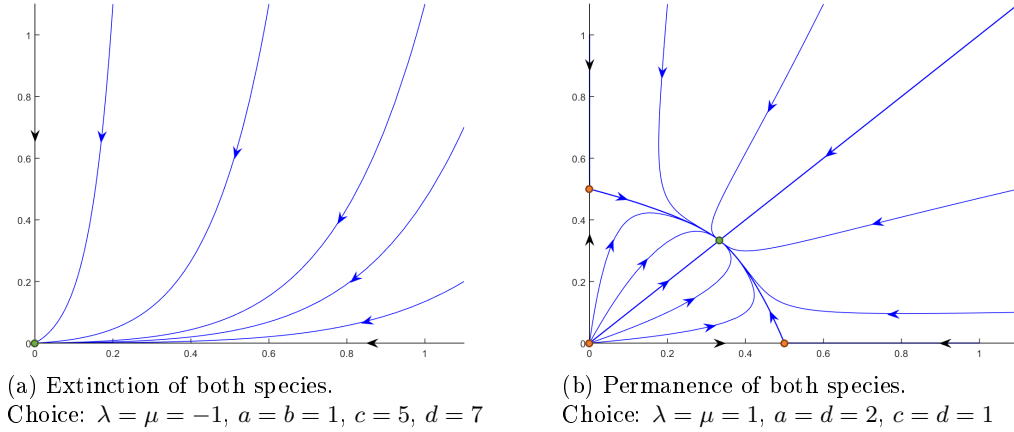 1
1
0.8
0.8
0.6
0.6
0.4
0.4
0.2
0.2
0
0
0 0.2 0.4 0.6 0.8 1
0 0.2 0.4 0.6 0.8 1
(a) Extinction of both species.
Choice: λ = μ = −1, a = b = 1, c = 5, d = 7
(b) Permanence of both species.
Choice: λ = μ = 1, a = d = 2, c = d = 1